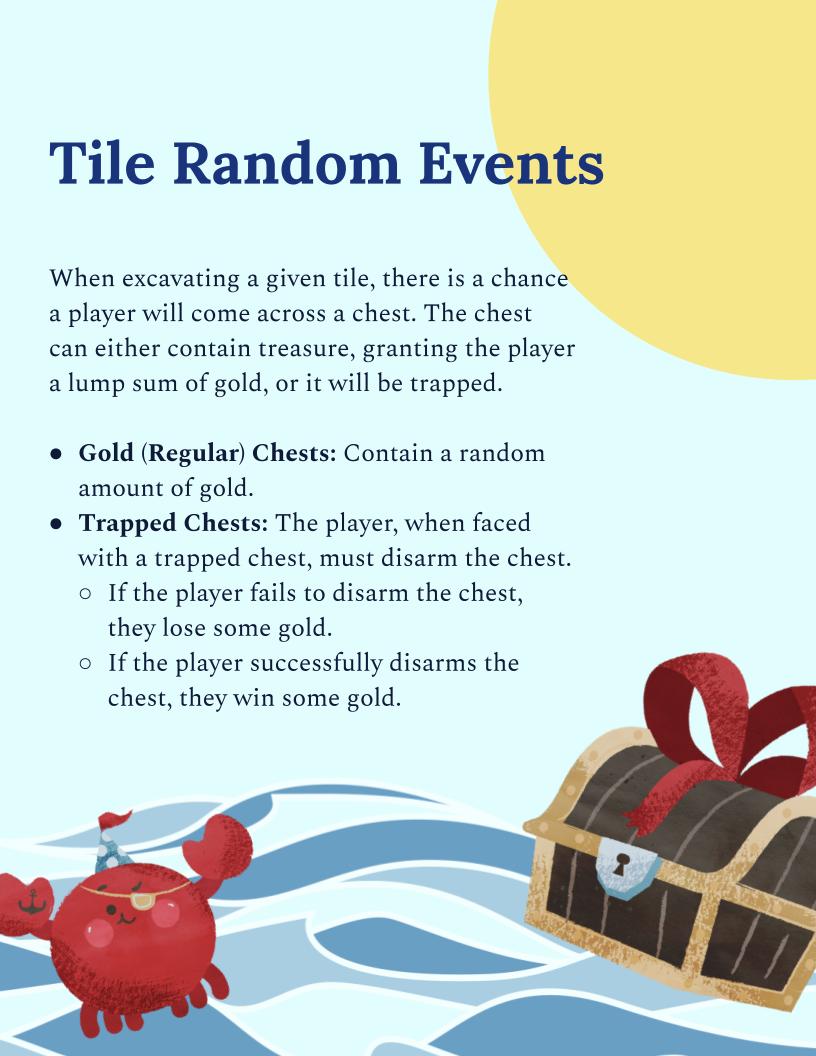 Tile Random Events
When excavating a given tile, there is a chance
a player will come across a chest. The chest
can either contain treasure, granting the player
a lump sum of gold, or it will be trapped.
● Gold (Regular) Chests: Contain a random
amount of gold.
● Trapped Chests: The player, when faced
with a trapped chest, must disarm the chest.
○ If the player fails to disarm the chest,
they lose some gold.
○ If the player successfully disarms the
chest, they win some gold.